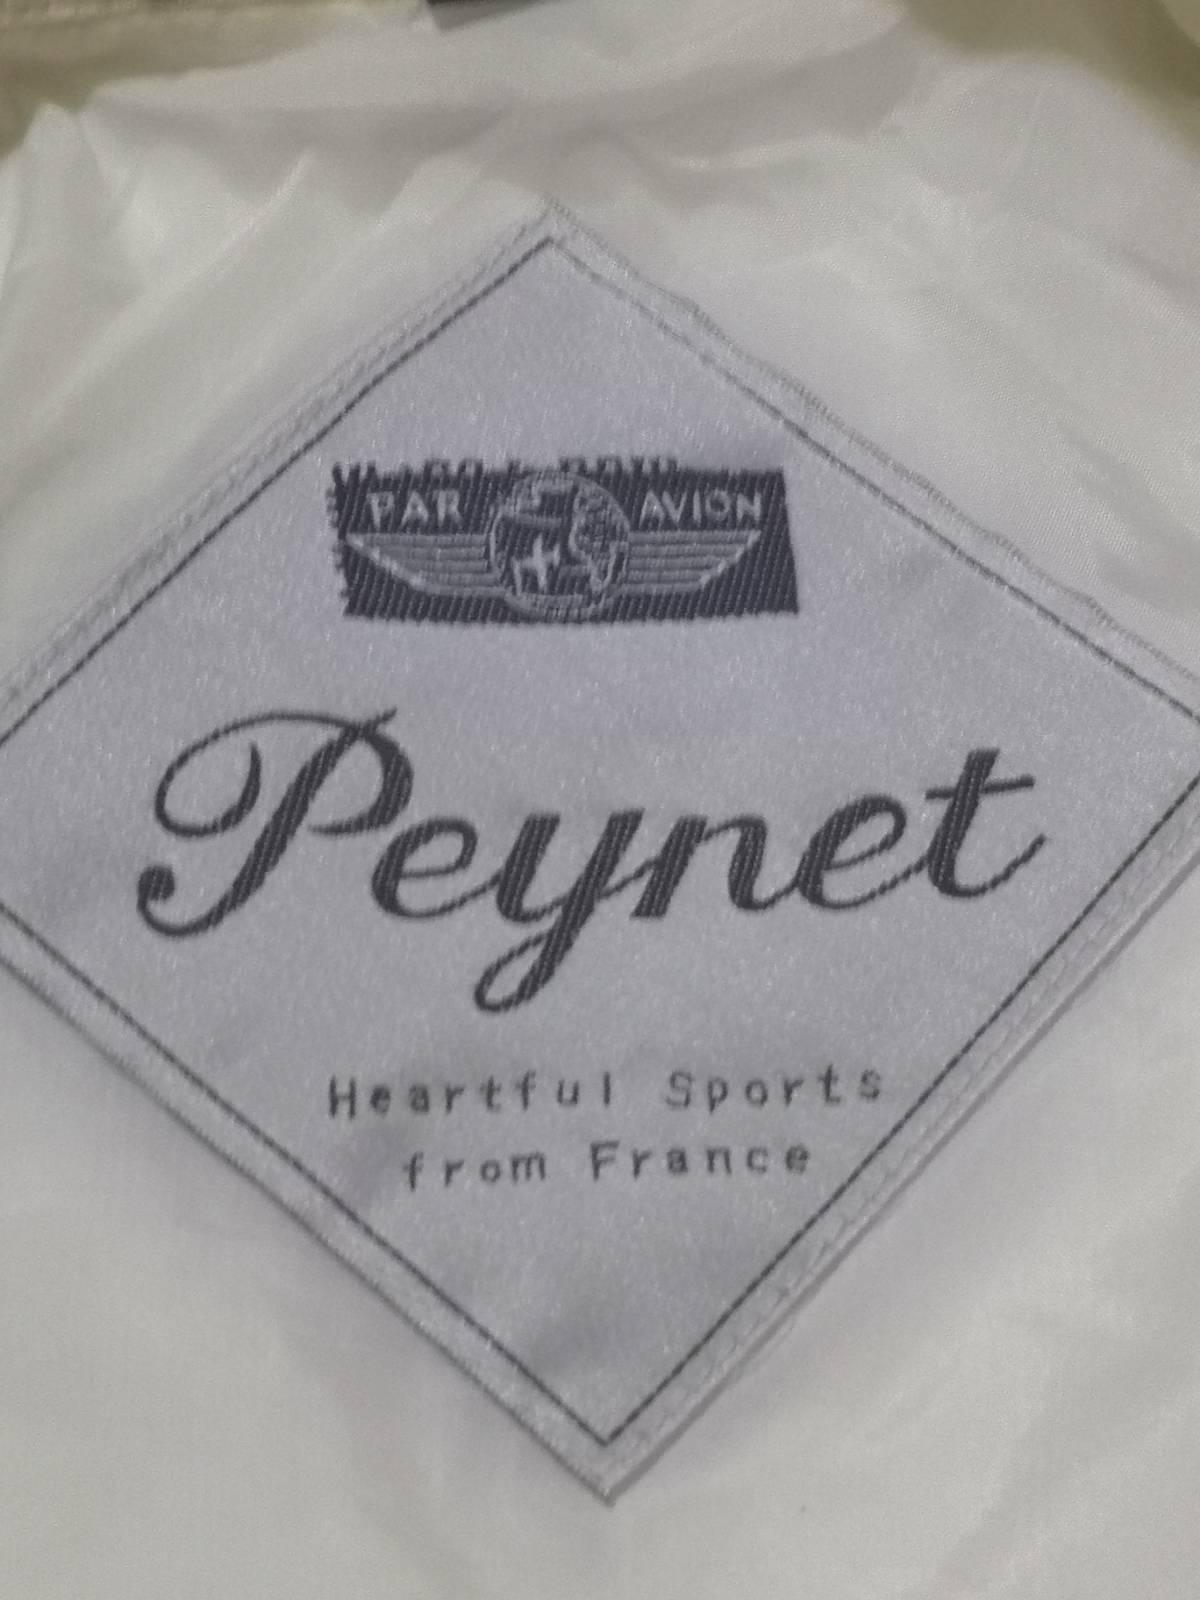 PAR AVION
Peynet
Heartful Sports
from France